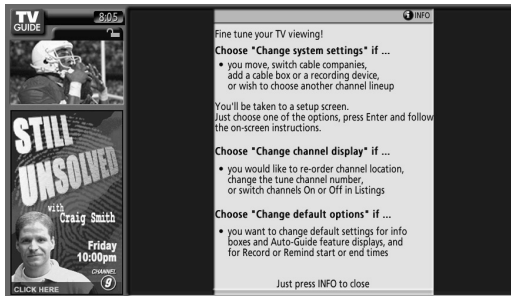 TV
GUIDE
8:05
INFO
Fine tune your TV viewing!
Choose "Change system settings" if ...
• you move, switch cable companies,
add a cable box or a recording device,
or wish to choose another channel lineup
You'll be taken to a setup screen.
Just choose one of the options, press Enter and follow
the on-screen instructions.
Choose "Change channel display" if ...
• you would like to re-order channel location,
change the tune channel number,
or switch channels On or Off in Listings
Choose "Change default options" if ...
• you want to change default settings for info
boxes and Auto-Guide feature displays, and
for Record or Remind start or end times
Just press INFO to close
STILL
UNSOLVED
with
Craig Smith
Friday
10:00pm
CHANNEL
9
CLICK HERE